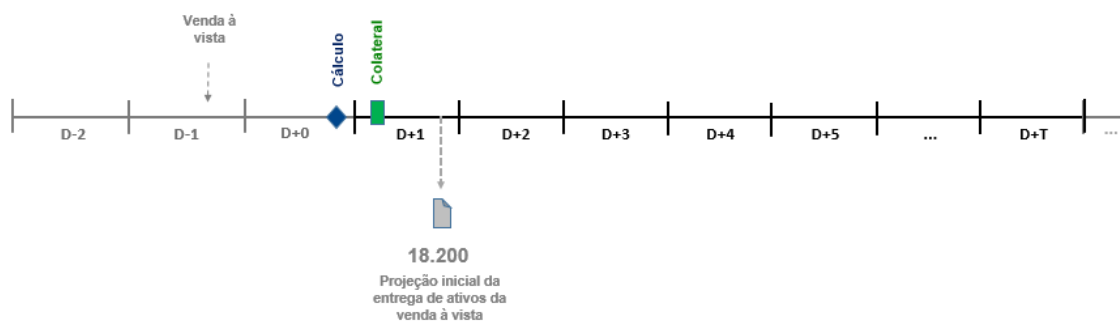 Venda à
vista
Cálculo
Colateral
D-2
D-1
D+0
D+1
D+2
D+3
D+4
D+5
...
D+T
...
18.200
Projeção inicial da
entrega de ativos da
venda à vista